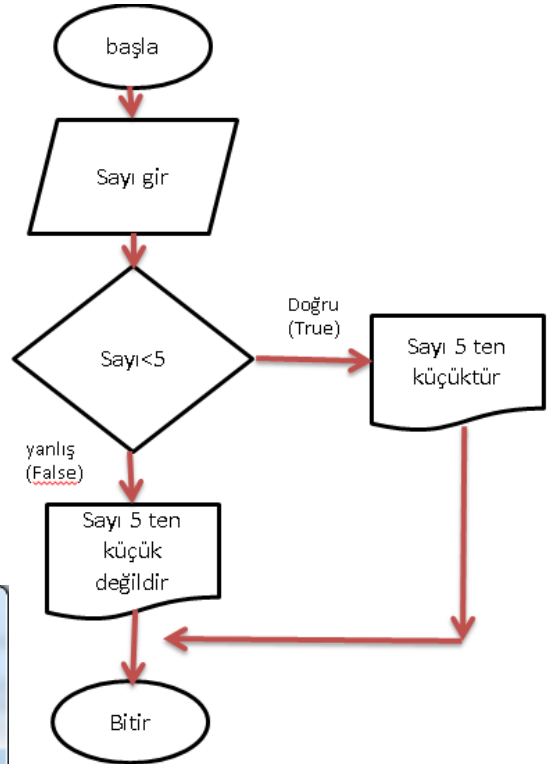 başla
Sayı gir
Sayı<5
Doğru
(True)
Sayı 5 ten
küçüktür
yanlış
(False)
Sayı 5 ten
küçük
değildir
Bitir